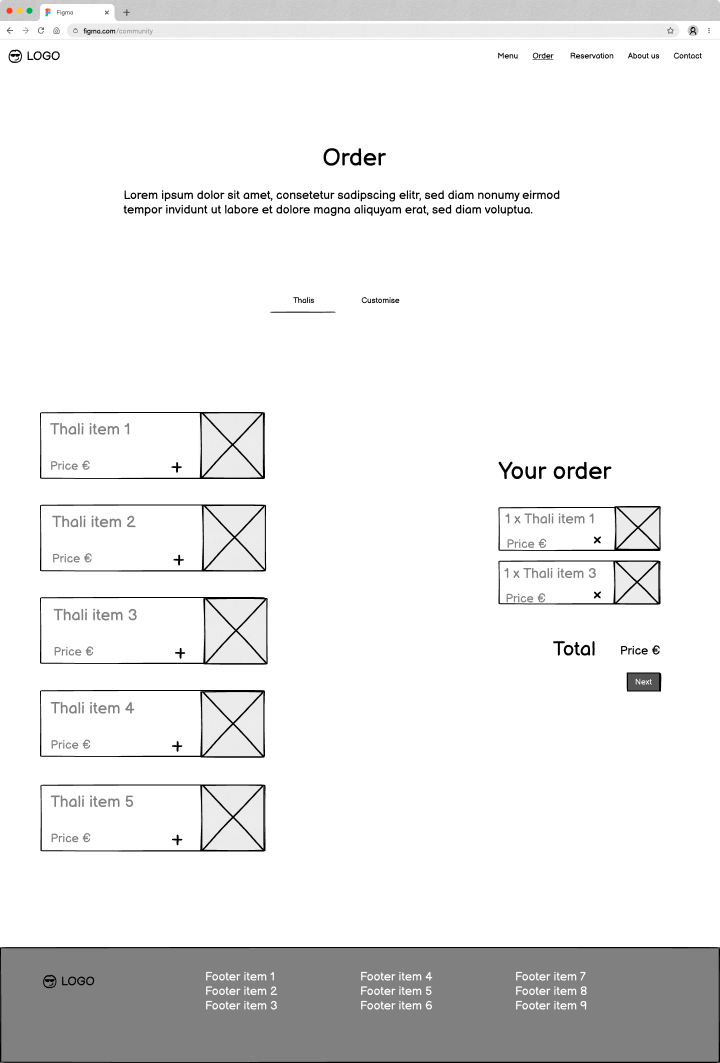 Figma
figma.com/community
LOGO
Menu
Order
Reservation
About us
Contact
Order
Lorem ipsum dolor sit amet, consetetur sadipscing elitr, sed diam nonumy eirmod
tempor invidunt ut labore et dolore magna aliquyam erat, sed diam voluptua.
Thalis
Customise
Thali item 1
Price €
+
Thali item 2
Price €
+
Thali item 3
Price €
+
Thali item 4
Price €
+
Thali item 5
Price €
+
Your order
1 x Thali item 1
Price €
×
1 x Thali item 3
Price €
×
Total Price €
Next
LOGO
Footer item 1
Footer item 2
Footer item 3
Footer item 4
Footer item 5
Footer item 6
Footer item 7
Footer item 8
Footer item 9